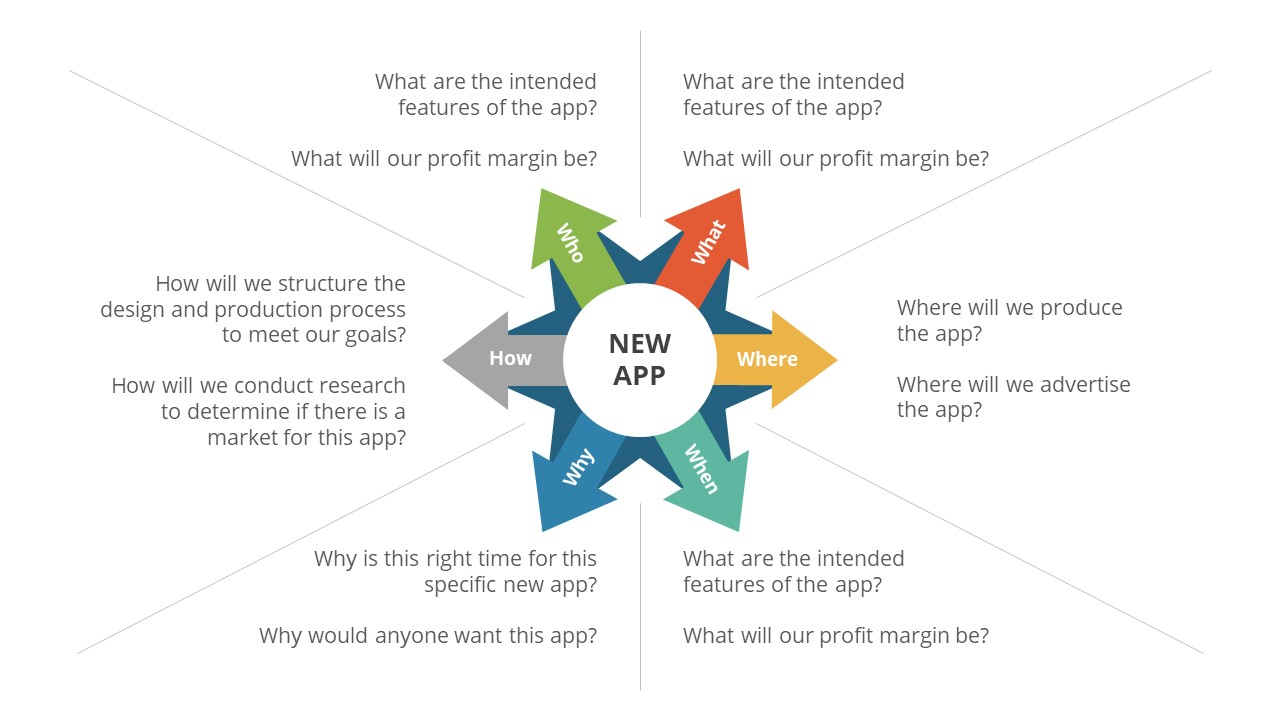 What are the intended
features of the app?
What will our profit margin be?
What are the intended
features of the app?
What will our profit margin be?
Who
What
How will we structure the
design and production process
to meet our goals?
How will we conduct research
to determine if there is a
market for this app?
How
NEW
APP
Where
Where will we produce
the app?
Where will we advertise
the app?
Why
When
Why is this right time for this
specific new app?
Why would anyone want this app?
What are the intended
features of the app?
What will our profit margin be?